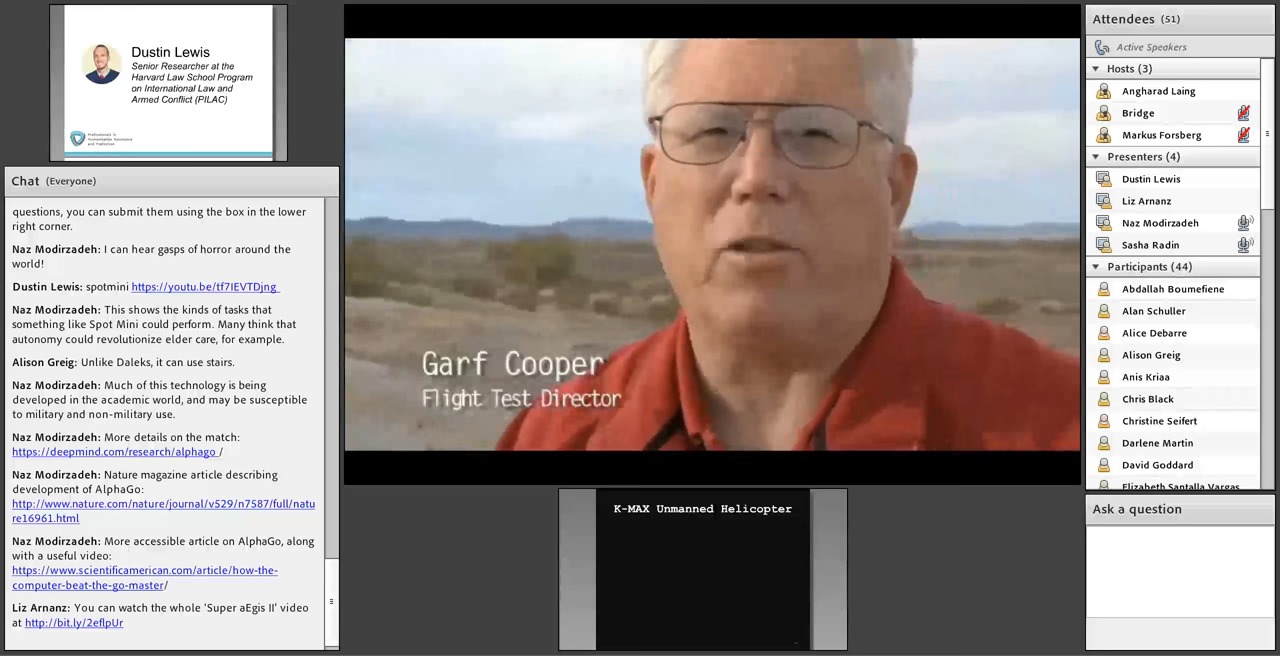 Dustin Lewis
Senior Researcher at the
Harvard Law School Program
on International Law and
Armed Conflict (PILAC)
Professionals in
Humanitarian Assistance
and Protection
Chat (Everyone)
questions, you can submit them using the box in the lower
right corner.
Naz Modirzadeh: I can hear gasps of horror around the
world!
Dustin Lewis: spotmini https://youtu.be/tf7IEVTDjng
Naz Modirzadeh: This shows the kinds of tasks that
something like Spot Mini could perform. Many think that
autonomy could revolutionize elder care, for example.
Alison Greig: Unlike Daleks, it can use stairs.
Naz Modirzadeh: Much of this technology is being
developed in the academic world, and may be susceptible
to military and non-military use.
Naz Modirzadeh: More details on the match:
https://deepmind.com/research/alphago /
Naz Modirzadeh: Nature magazine article describing
development of AlphaGo:
http://www.nature.com/nature/journal/v529/n7587/full/natu
re16961.html
Naz Modirzadeh: More accessible article on AlphaGo, along
with a useful video:
https://www.scientificamerican.com/article/how-the-
computer-beat-the-go-master/
Liz Arnanz: You can watch the whole 'Super aEgis II' video
at http://bit.ly/2eflpUr
Garf Cooper
Flight Test Director
K-MAX Unmanned Helicopter
Attendees (51)
Active Speakers
Hosts (3)
Angharad Laing
Bridge
Markus Forsberg
Presenters (4)
Dustin Lewis
Liz Arnanz
Naz Modirzadeh
Sasha Radin
Participants (44)
Abdallah Boumefiene
Alan Schuller
Alice Debarre
Alison Greig
Anis Kriaa
Chris Black
Christine Seifert
Darlene Martin
David Goddard
Elizabeth Santalla Vargas
Ask a question